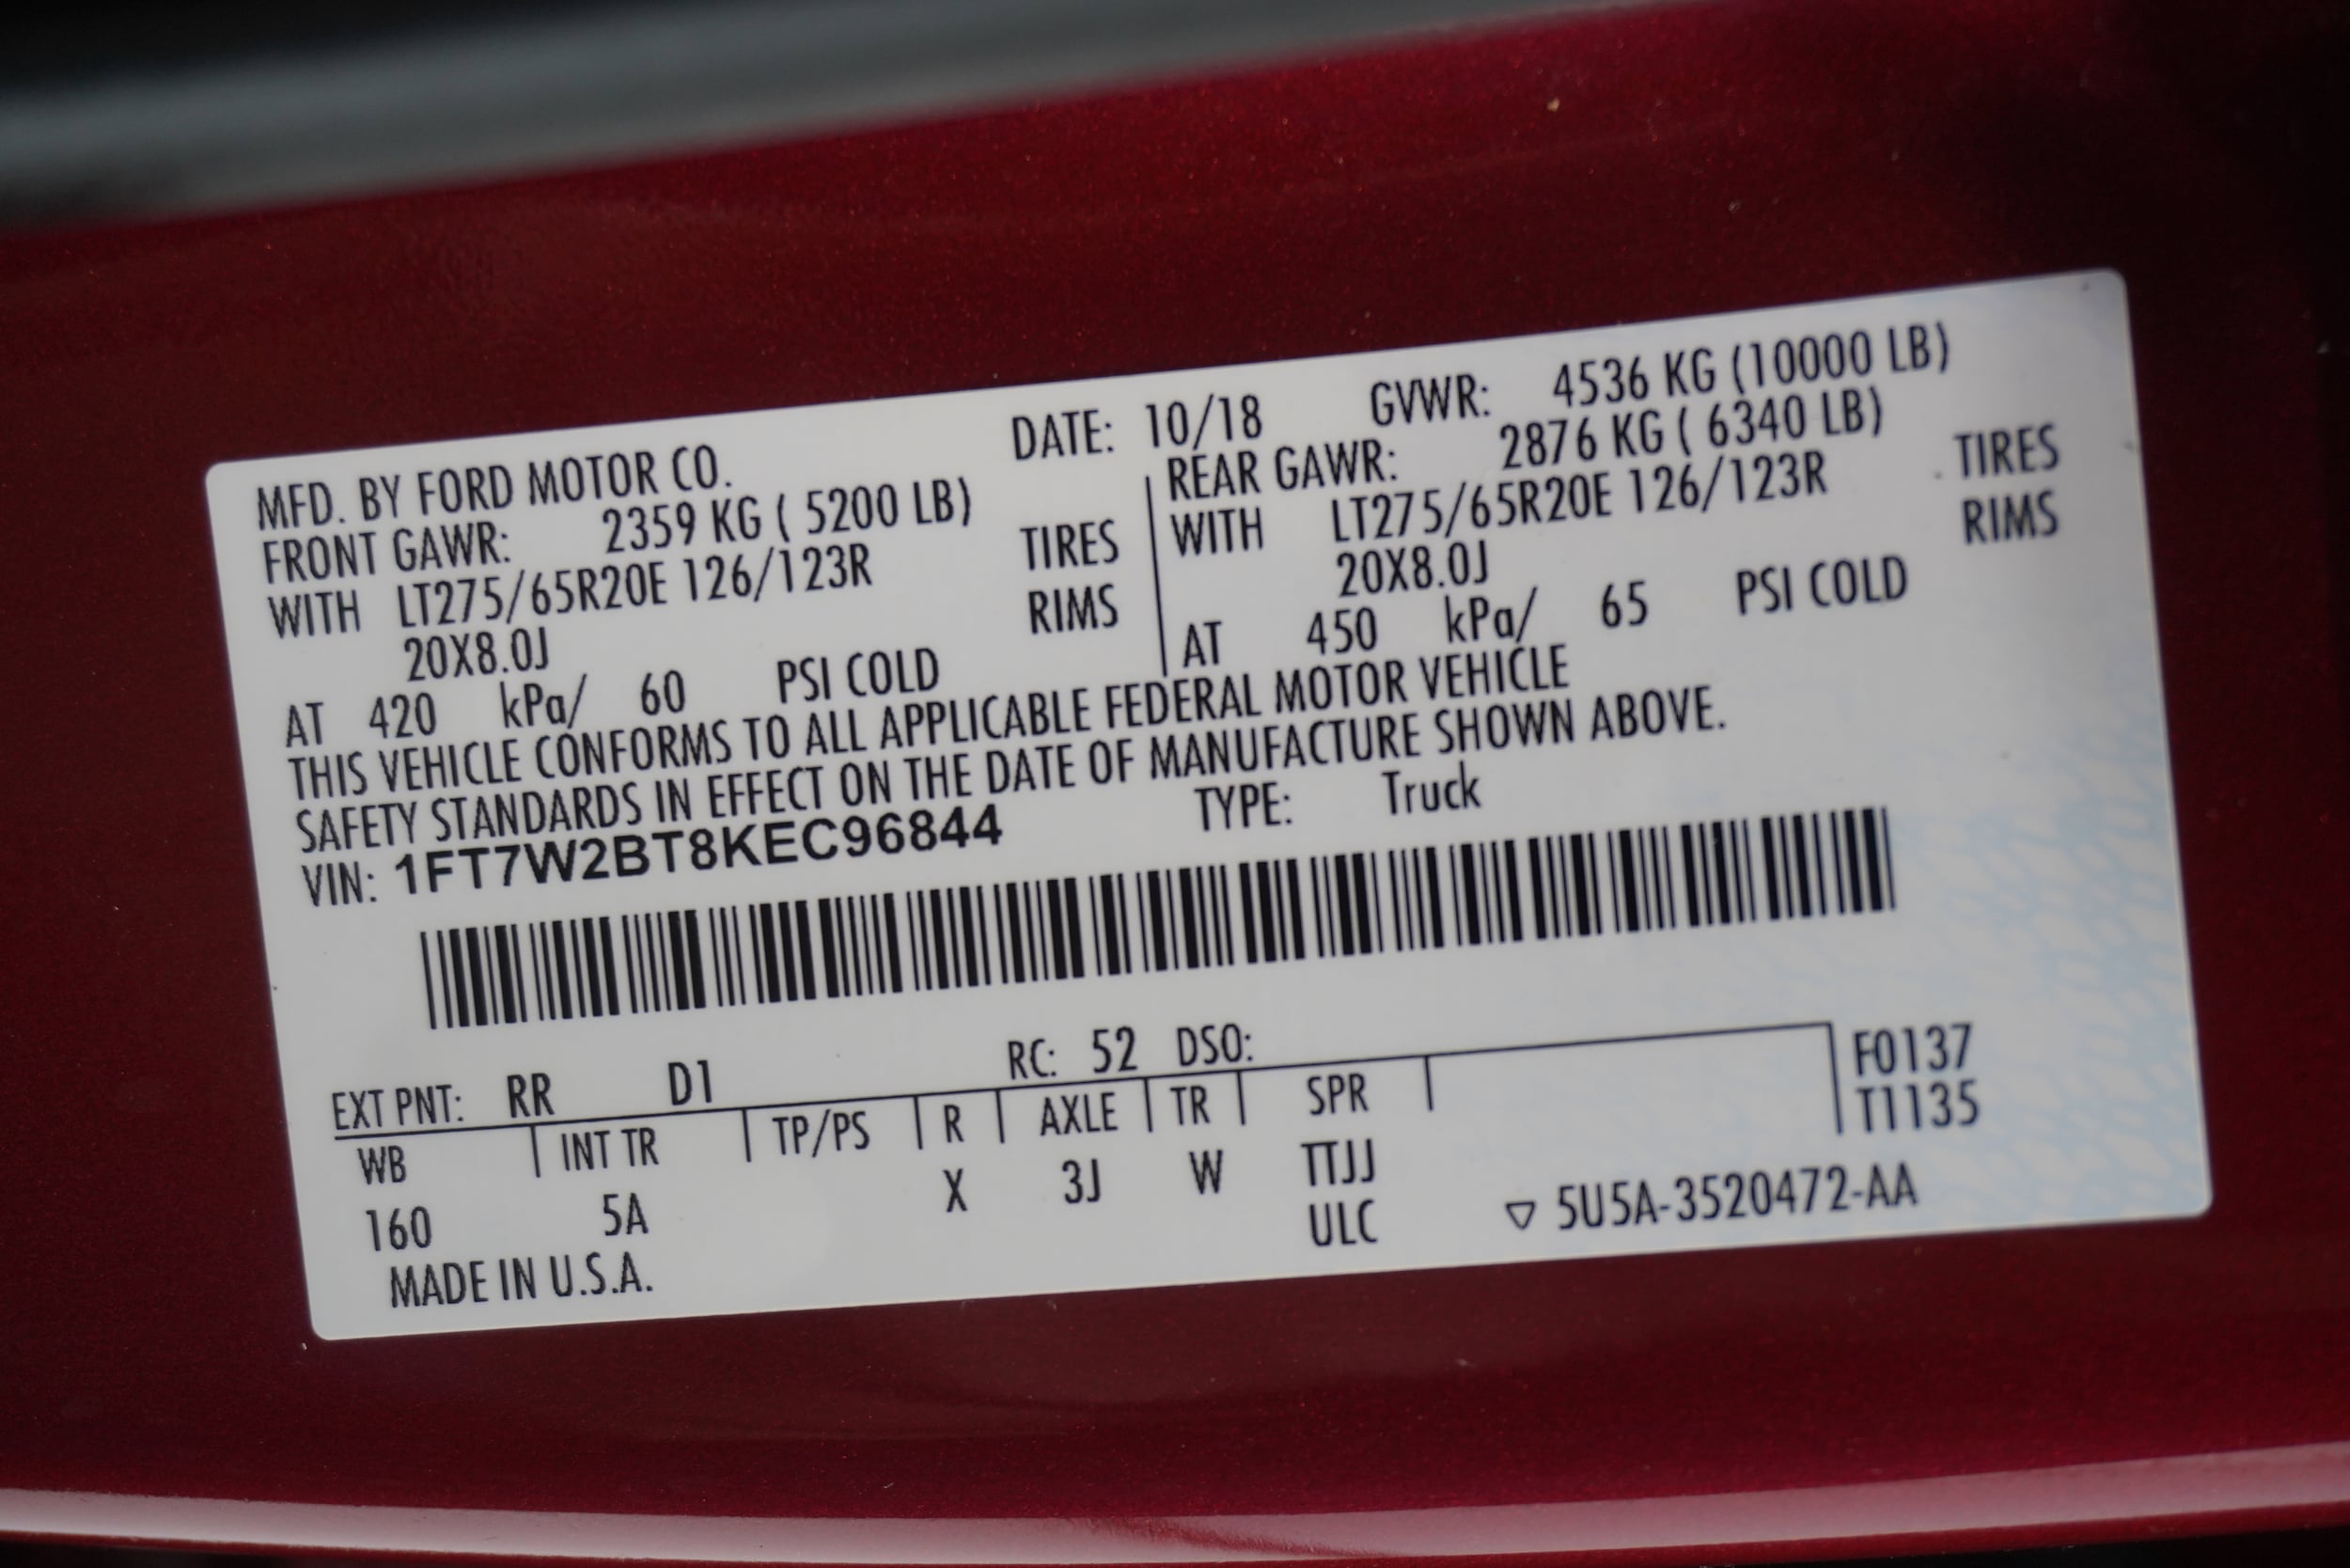 MFD. BY FORD MOTOR CO. DATE: 10/18 GVWR: 4536 KG (10000 LB)
FRONT GAWR: 2359 KG ( 5200 LB) REAR GAWR: 2876 KG ( 6340 LB)
WITH LT275/65R20E 126/123R TIRES WITH LT275/65R20E 126/123R TIRES
20X8.0J RIMS 20X8.0J RIMS
AT 420 kPa/ 60 PSI COLD AT 450 kPa/ 65 PSI COLD
THIS VEHICLE CONFORMS TO ALL APPLICABLE FEDERAL MOTOR VEHICLE
SAFETY STANDARDS IN EFFECT ON THE DATE OF MANUFACTURE SHOWN ABOVE.
VIN: 1FT7W2BT8KEC96844 TYPE: Truck
EXT PNT: RR D1 RC: 52 DSO:
WB INT TR TP/PS R AXLE TR SPR F0137
T1135
160 5A X 3J W TTJJ
ULC ▽ 5U5A-3520472-AA
MADE IN U.S.A.